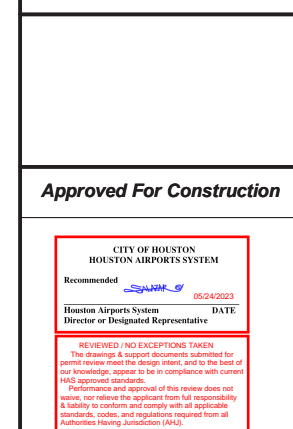 Approved For Construction
CITY OF HOUSTON
HOUSTON AIRPORTS SYSTEM
Recommended
SALAZAR
05/24/2023
Houston Airports System DATE
Director or Designated Representative
REVIEWED / NO EXCEPTIONS TAKEN
The drawings & support documents submitted for
permit review meet the design intent, and to the best of
our knowledge, appear to be in compliance with current
HAS approved standards.
Performance and approval of this review does not
waive, nor relieve the applicant from full responsibility
& liability to conform and comply with all applicable
standards, codes, and regulations required from all
Authorities Having Jurisdiction (AHJ).